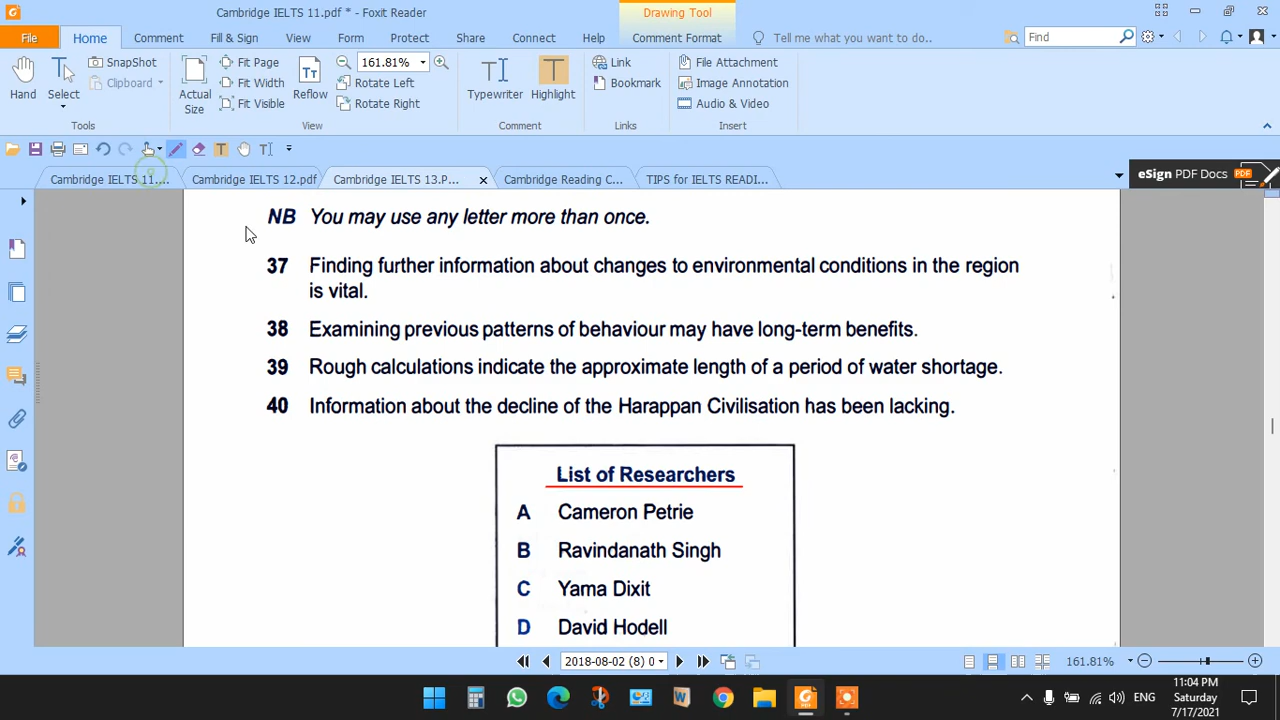 Cambridge IELTS 11.pdf * - Foxit Reader
Drawing Tool
File Home Comment Fill & Sign View Form Protect Share Connect Help Comment Format Tell me what you want to do... Find
Hand Select SnapShot Clipboard Actual Size Fit Page Fit Width Fit Visible Reflow 161.81% Rotate Left Rotate Right Typewriter Highlight Link Bookmark File Attachment Image Annotation Audio & Video
Tools View Comment Links Insert
Cambridge IELTS 11.... Cambridge IELTS 12.pdf Cambridge IELTS 13.P... Cambridge Reading C... TIPS for IELTS READI... eSign PDF Docs PDF
NB You may use any letter more than once.
37 Finding further information about changes to environmental conditions in the region
is vital.
38 Examining previous patterns of behaviour may have long-term benefits.
39 Rough calculations indicate the approximate length of a period of water shortage.
40 Information about the decline of the Harappan Civilisation has been lacking.
List of Researchers
A Cameron Petrie
B Ravindanath Singh
C Yama Dixit
D David Hodell
2018-08-02 (8) 0 161.81%
11:04 PM
ENG Saturday
7/17/2021